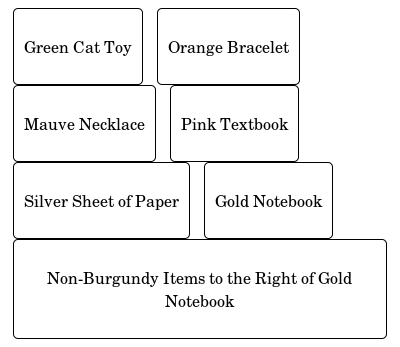 Green Cat Toy
Orange Bracelet
Mauve Necklace
Pink Textbook
Silver Sheet of Paper
Gold Notebook
Non-Burgundy Items to the Right of Gold
Notebook